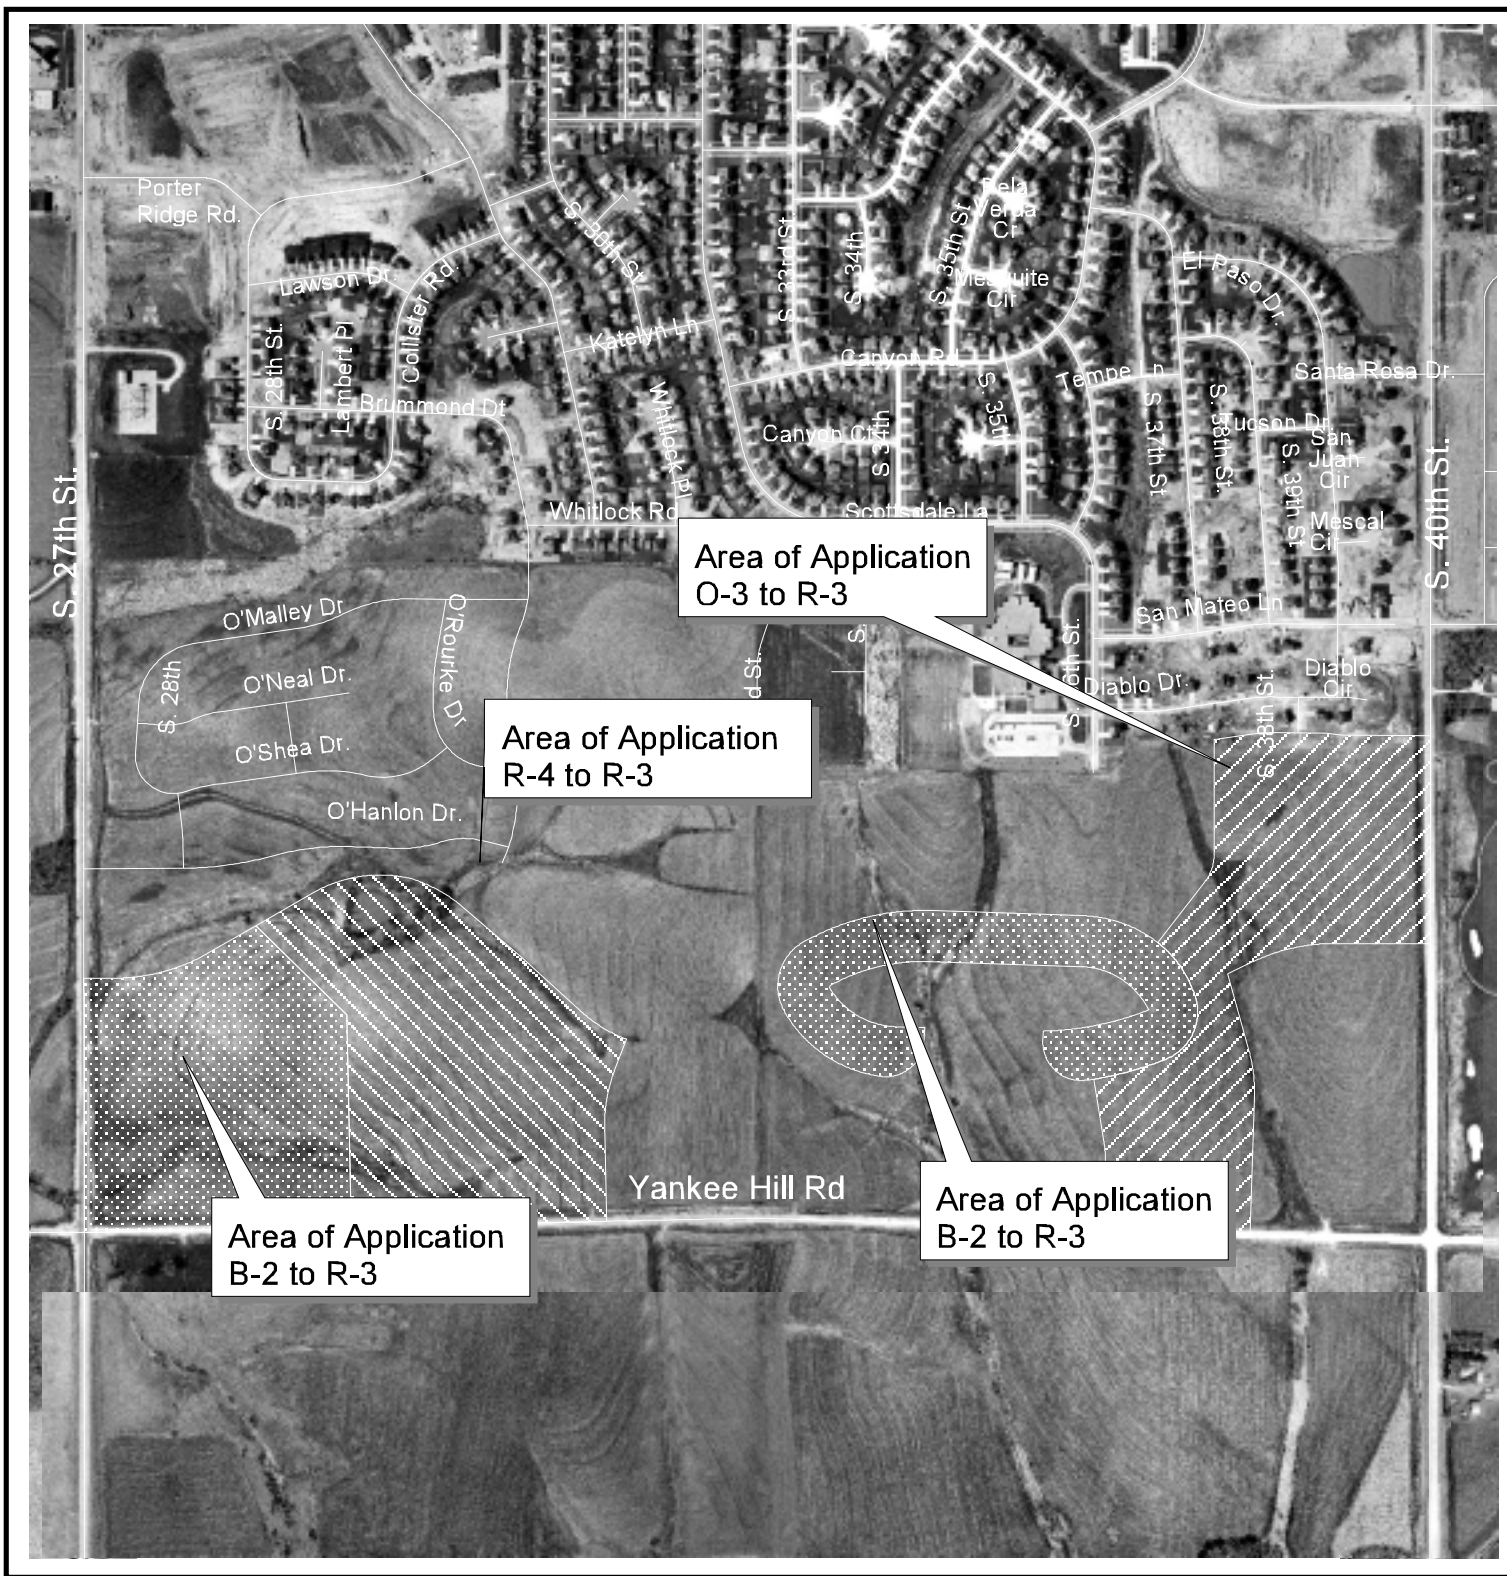 Porter
Ridge Rd.
S. 30th St.
S. 33rd St.
S. 34th
S. 35th St
Bela
Verda
Cr
Mesquite
Cir
El Paso Dr.
Lawson Dr.
Collister Rd.
S. 28th St.
Lambert Pl
Katelyn Ln
Canyon Rd.
Tempe Ln
Santa Rosa Dr.
Brummond Dt
Whitlock Pl
Canyon Ct
S. 34th
S. 35th
S. 37th St
S. 38th St.
Tucson Dr.
San
Juan
Cir
S. 39th St
Mescal
Cir
S. 27th St.
S. 40th St.
Whitlock Rd
Scottsdale La
Area of Application
O-3 to R-3
O'Malley Dr
O'Rourke Dr
S. 28th
O'Neal Dr.
O'Shea Dr.
O'Hanlon Dr.
d St.
S.
San Mateo Ln
Diablo Dr.
Diablo
Cir
S. 38th St.
Area of Application
R-4 to R-3
Yankee Hill Rd
Area of Application
B-2 to R-3
Area of Application
B-2 to R-3